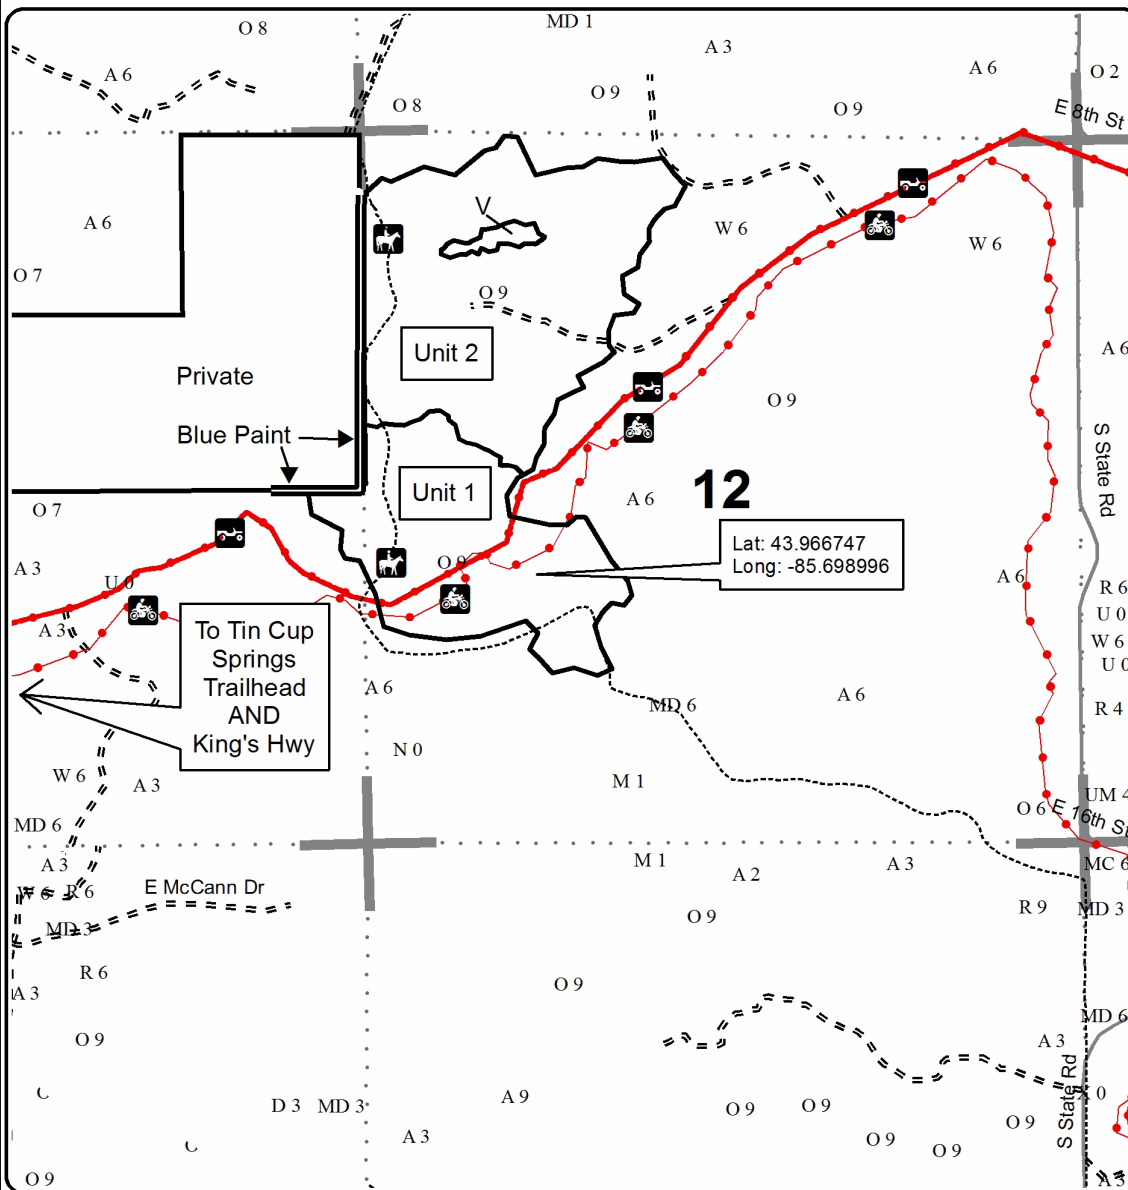 MD 1
O 8
A 3
A 6
A 6
O 2
O 9
O 8
O 9
E 8th St
V
A 6
W 6
W 6
O 7
O 9
Unit 2
A 6
Private
O 9
Blue Paint
S State Rd
Unit 1
A 6
12
O 7
Lat: 43.966747
Long: -85.698996
O 9
A 3
U 0
A 6
R 6
U 0
A 3
To Tin Cup
Springs
Trailhead
AND
King's Hwy
W 6
U 0
A 6
A 6
MD 6
R 4
N 0
W 6
A 3
M 1
UM 4
O 6
E 16th St
MD 6
A 3
M 1
A 2
A 3
MC 6
W 6
R 6
E McCann Dr
R 9
MD 3
O 9
MD 3
R 6
O 9
A 3
MD 6
O 9
A 3
S State Rd
X 0
A 9
D 3
MD 3
O 9
O 9
O 9
A 3
O 9
O 9
O 9
A 3